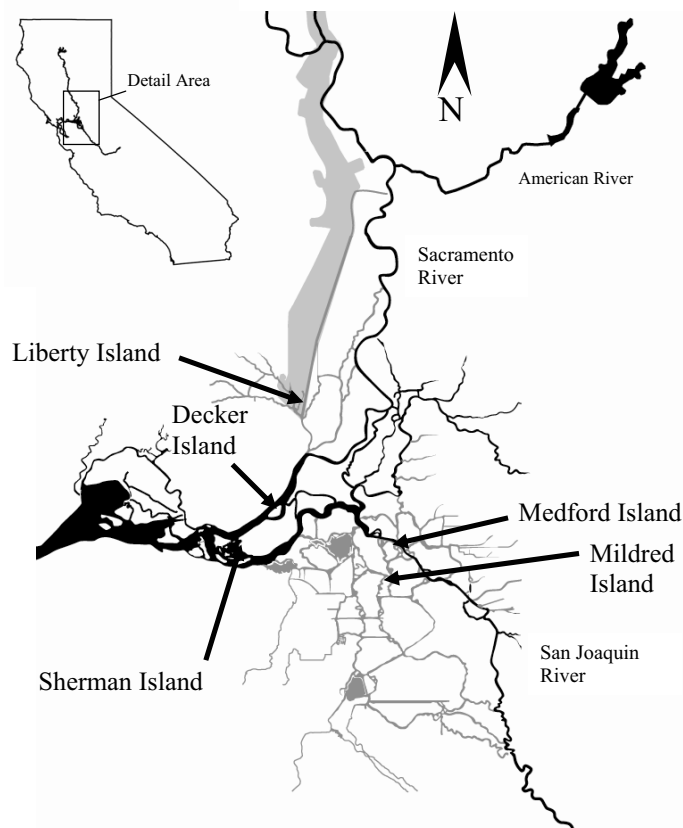 Detail Area
N
American River
Sacramento
River
Liberty Island
Decker
Island
Medford Island
Mildred
Island
San Joaquin
River
Sherman Island